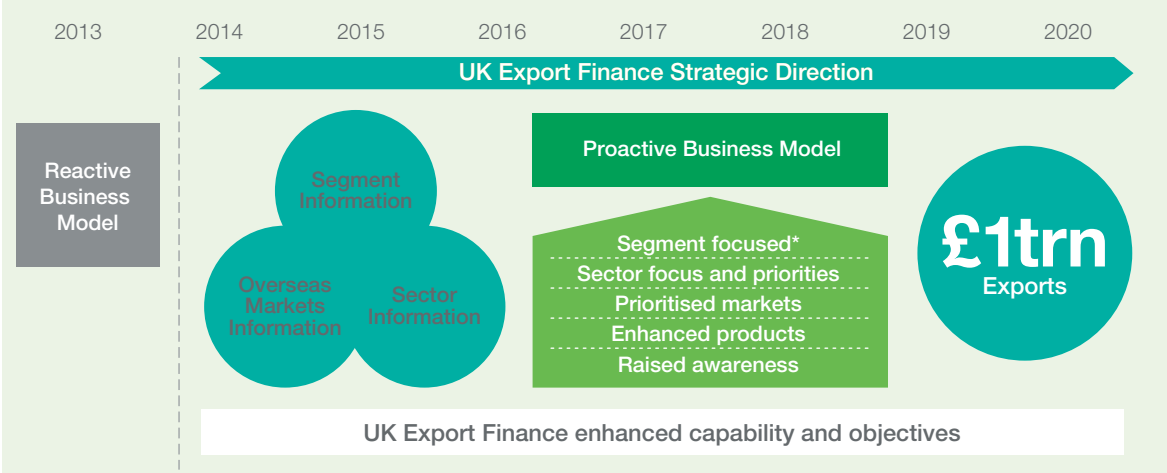 2013 2014 2015 2016 2017 2018 2019 2020
UK Export Finance Strategic Direction
Reactive
Business
Model
Segment
Information
Overseas
Markets
Information
Sector
Information
Proactive Business Model
Segment focused*
Sector focus and priorities
Prioritised markets
Enhanced products
Raised awareness
£1trn
Exports
UK Export Finance enhanced capability and objectives